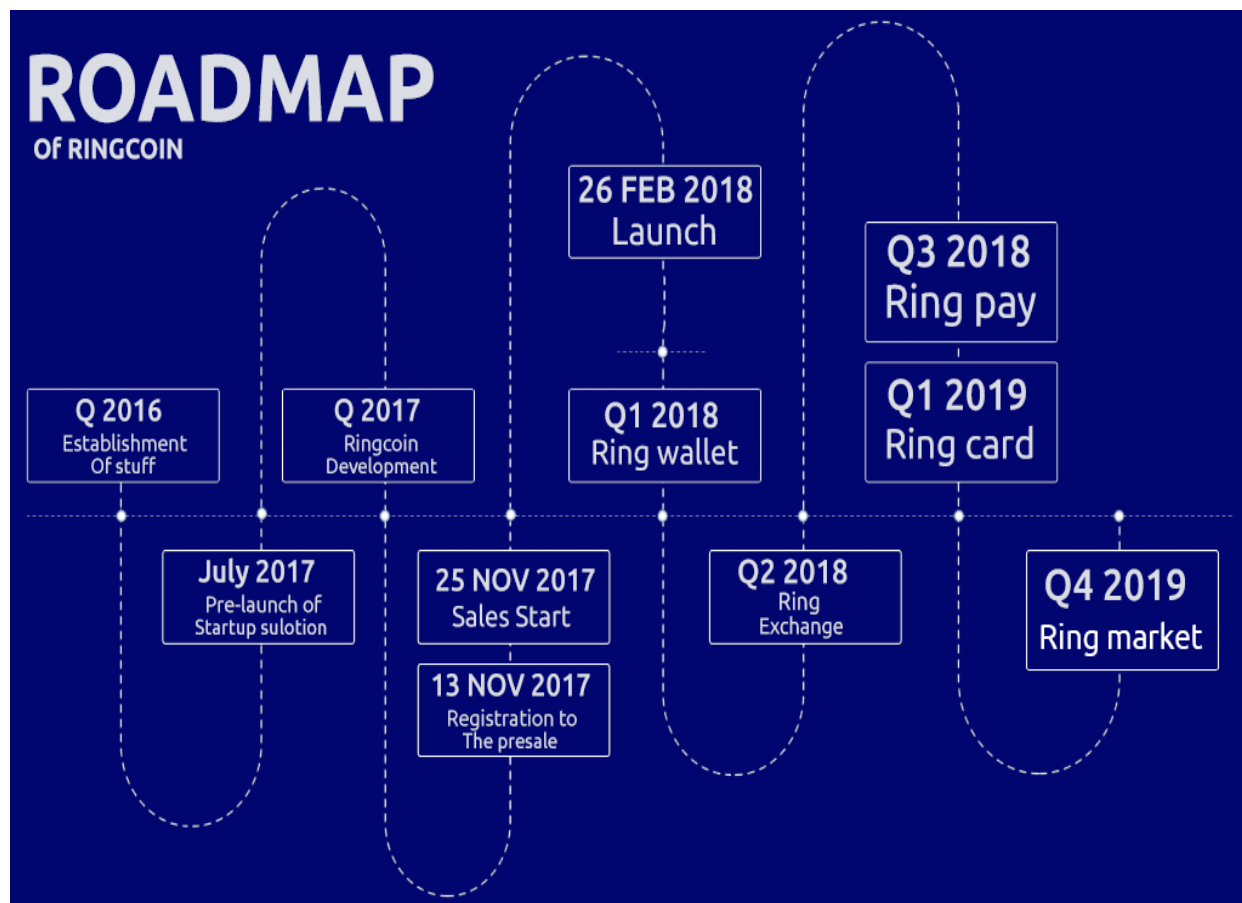 ROADMAP
Of RINGCOIN
Q 2016
Establishment
Of stuff
July 2017
Pre-launch of
Startup sulotion
Q 2017
Ringcoin
Development
13 NOV 2017
Registration to
The presale
25 NOV 2017
Sales Start
26 FEB 2018
Launch
Q1 2018
Ring wallet
Q2 2018
Ring
Exchange
Q3 2018
Ring pay
Q1 2019
Ring card
Q4 2019
Ring market